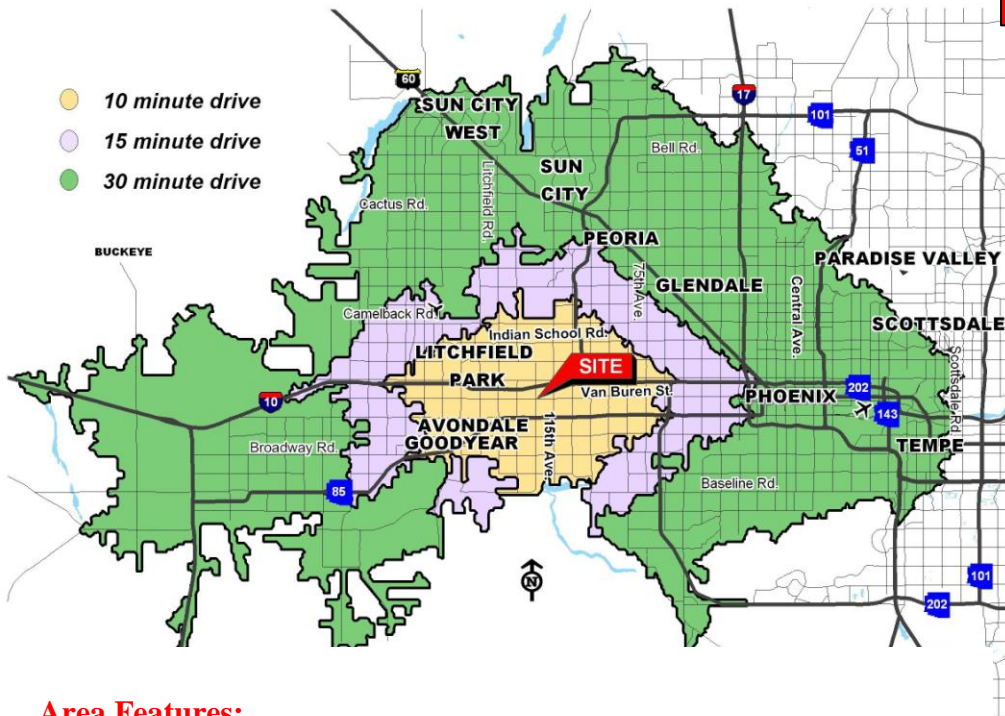 60
17
10 minute drive
SUN CITY
WEST
101
15 minute drive
51
Bell Rd.
SUN
CITY
30 minute drive
Litchfield Rd.
Cactus Rd.
PEORIA
BUCKEYE
PARADISE VALLEY
75th Ave.
GLENDALE
Central Ave.
Camelback Rd.
SCOTTSDALE
Indian School Rd.
LITCHFIELD
PARK
SITE
Scottsdale Rd.
Van Buren St.
202
10
PHOENIX
143
115th Ave.
AVONDALE
GOODYEAR
Broadway Rd.
TEMPE
Baseline Rd.
85
N
101
202
Area Features: